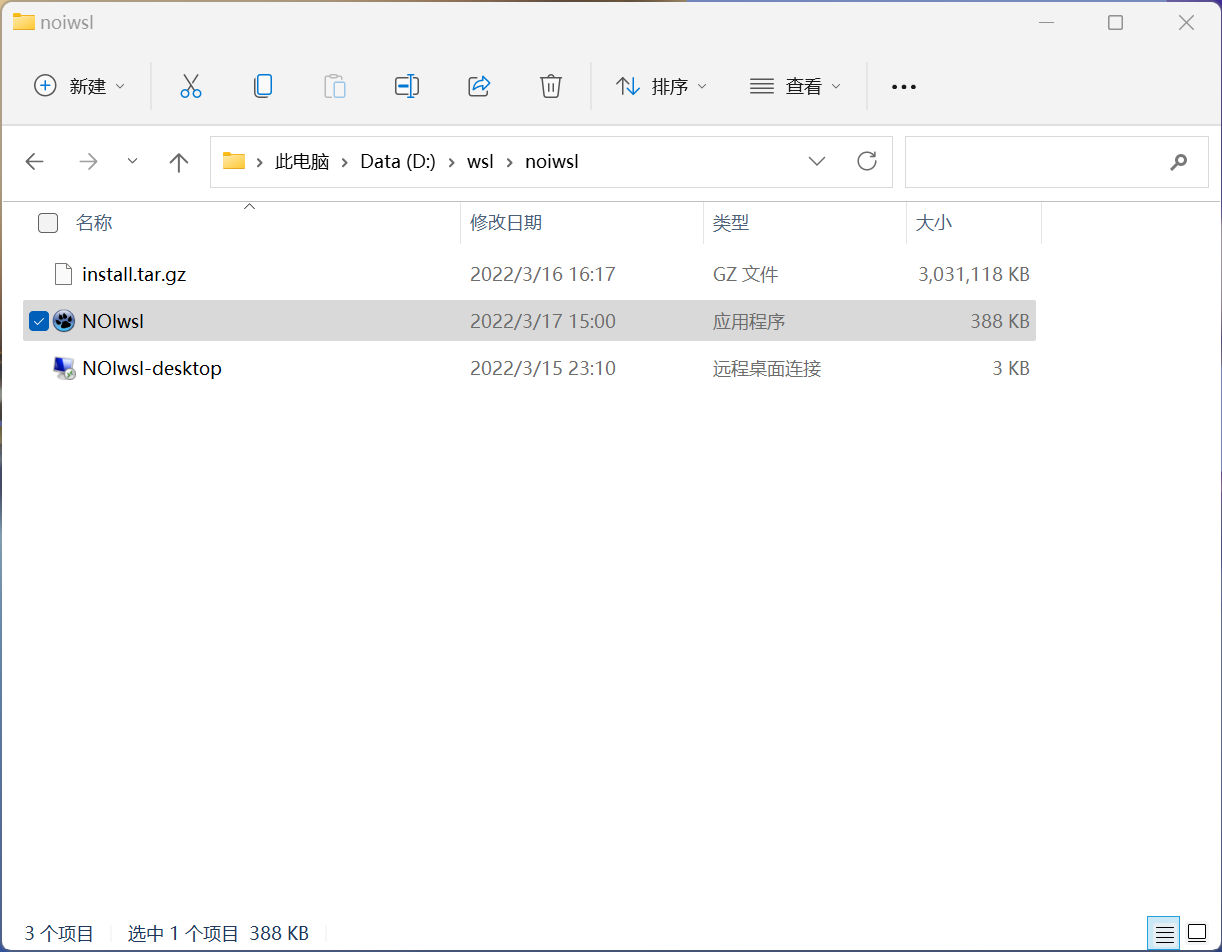 noiwsl
新建 排序 查看
此电脑 Data (D:) wsl noiwsl
名称 修改日期 类型 大小
install.tar.gz 2022/3/16 16:17 GZ 文件 3,031,118 KB
NOIwsl 2022/3/17 15:00 应用程序 388 KB
NOIwsl-desktop 2022/3/15 23:10 远程桌面连接 3 KB
3 个项目 选中 1 个项目 388 KB